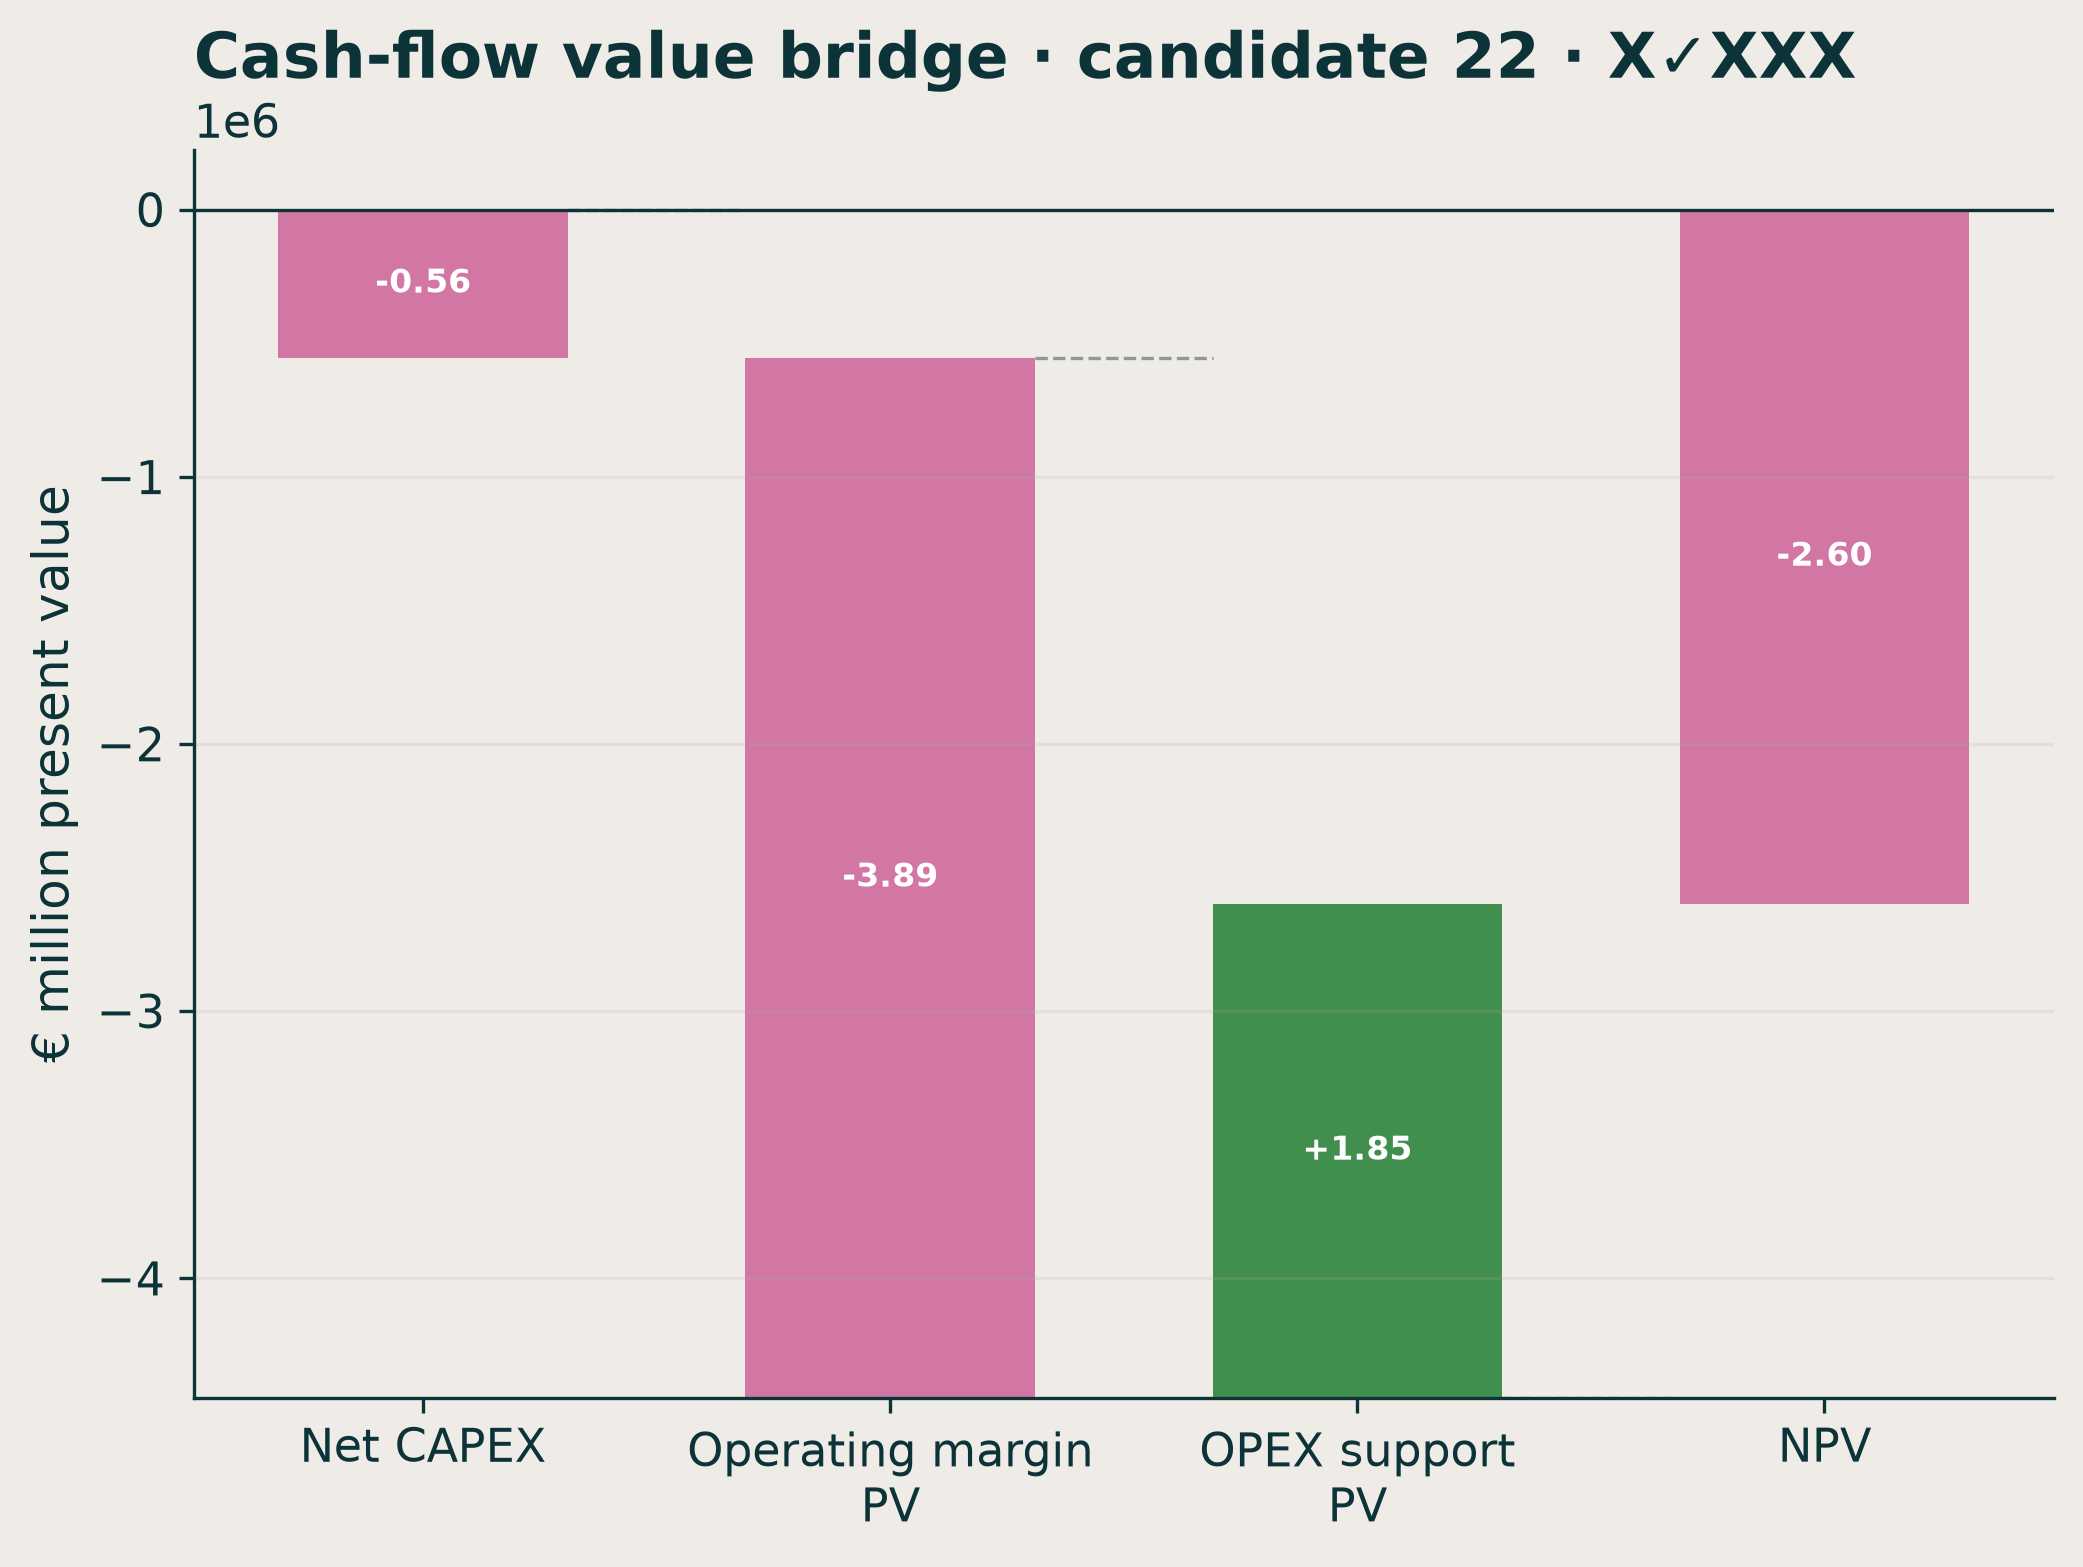 Cash-flow value bridge · candidate 22 · X✓XXX
1e6
0
−1
−2
−3
−4
€ million present value
-0.56
-3.89
+1.85
-2.60
Net CAPEX
Operating margin
PV
OPEX support
PV
NPV